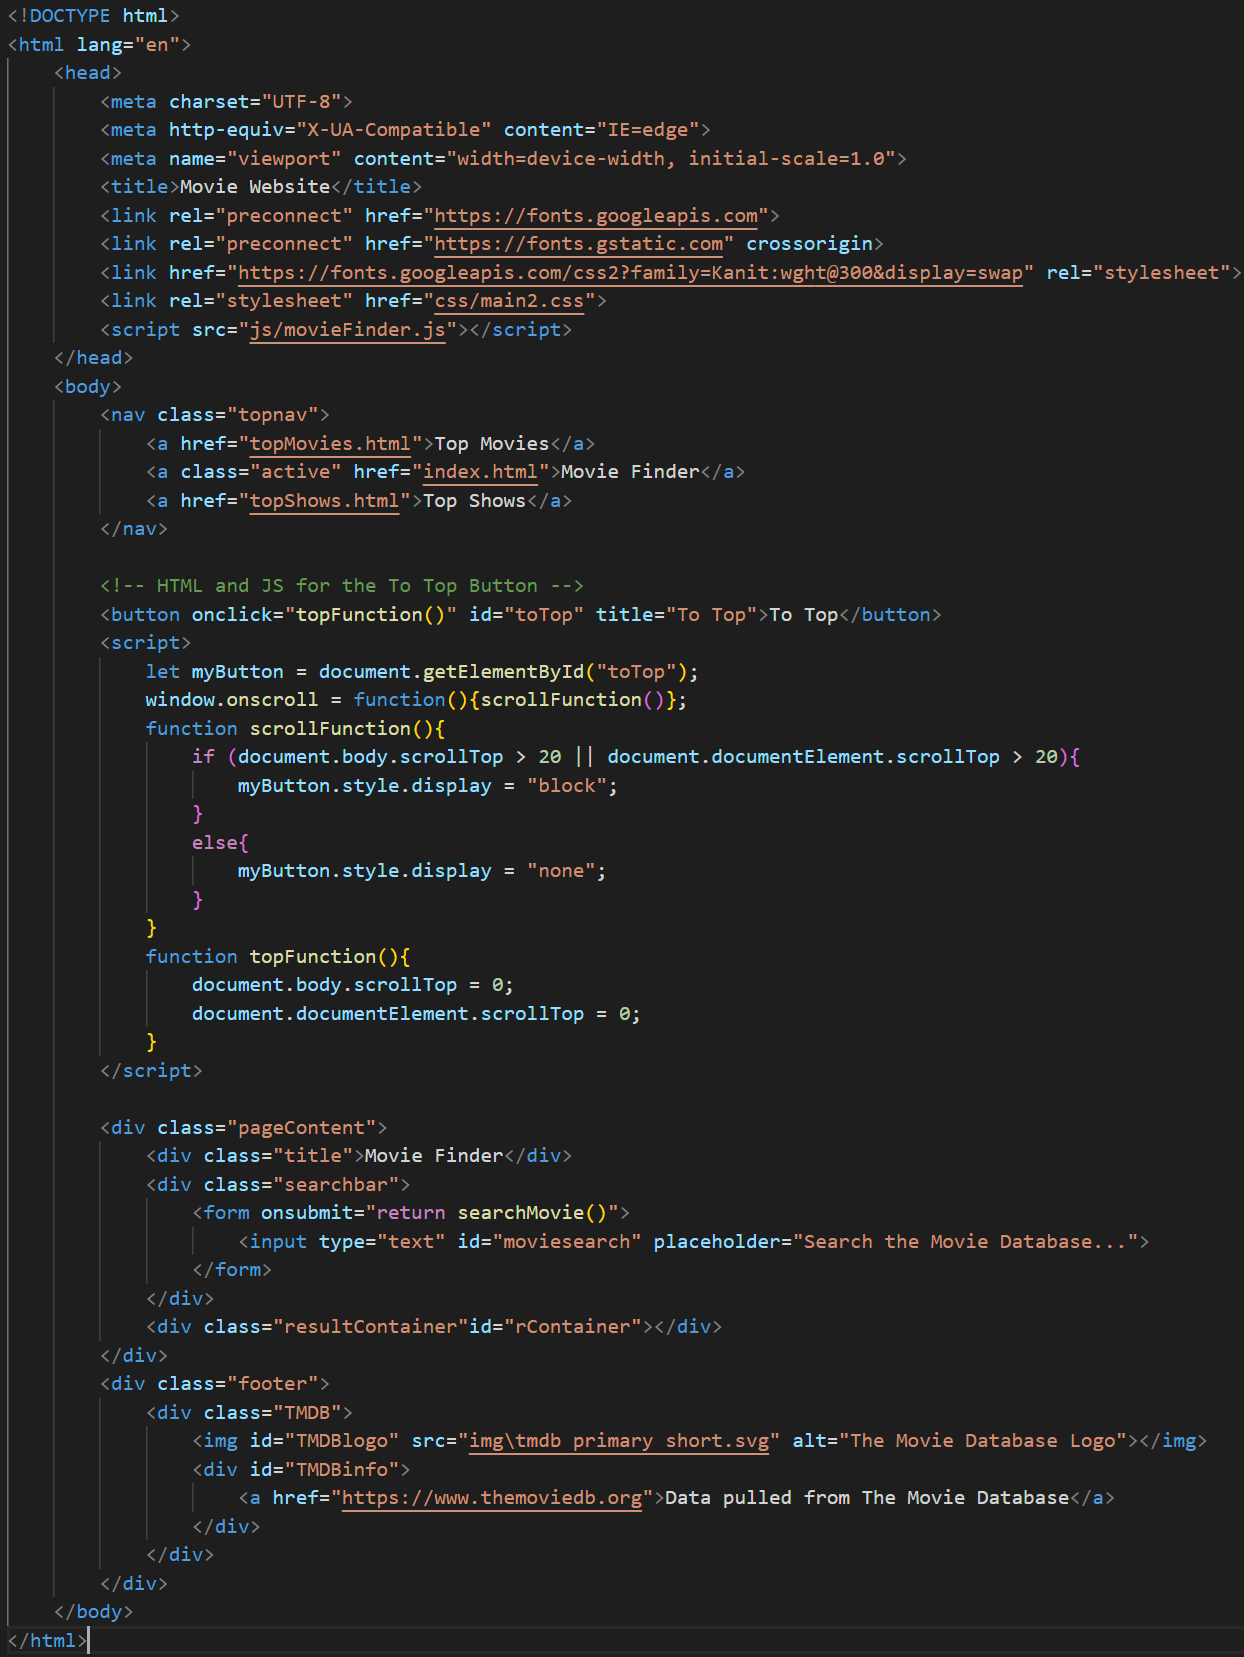 <!DOCTYPE html>
<html lang="en">
    <head>
        <meta charset="UTF-8">
        <meta http-equiv="X-UA-Compatible" content="IE=edge">
        <meta name="viewport" content="width=device-width, initial-scale=1.0">
        <title>Movie Website</title>
        <link rel="preconnect" href="https://fonts.googleapis.com">
        <link rel="preconnect" href="https://fonts.gstatic.com" crossorigin>
        <link href="https://fonts.googleapis.com/css2?family=Kanit:wght@300&display=swap" rel="stylesheet">
        <link rel="stylesheet" href="css/main2.css">
        <script src="js/movieFinder.js"></script>
    </head>
    <body>
        <nav class="topnav">
            <a href="topMovies.html">Top Movies</a>
            <a class="active" href="index.html">Movie Finder</a>
            <a href="topShows.html">Top Shows</a>
        </nav>

        <!-- HTML and JS for the To Top Button -->
        <button onclick="topFunction()" id="toTop" title="To Top">To Top</button>
        <script>
            let myButton = document.getElementById("toTop");
            window.onscroll = function(){scrollFunction()};
            function scrollFunction(){
                if (document.body.scrollTop > 20 || document.documentElement.scrollTop > 20){
                    myButton.style.display = "block";
                }
                else{
                    myButton.style.display = "none";
                }
            }
            function topFunction(){
                document.body.scrollTop = 0;
                document.documentElement.scrollTop = 0;
            }
        </script>

        <div class="pageContent">
            <div class="title">Movie Finder</div>
            <div class="searchbar">
                <form onsubmit="return searchMovie()">
                    <input type="text" id="moviesearch" placeholder="Search the Movie Database...">
                </form>
            </div>
            <div class="resultContainer"id="rContainer"></div>
        </div>
        <div class="footer">
            <div class="TMDB">
                <img id="TMDBlogo" src="img\tmdb primary short.svg" alt="The Movie Database Logo"></img>
                <div id="TMDBinfo">
                    <a href="https://www.themoviedb.org">Data pulled from The Movie Database</a>
                </div>
            </div>
        </div>
    </body>
</html>